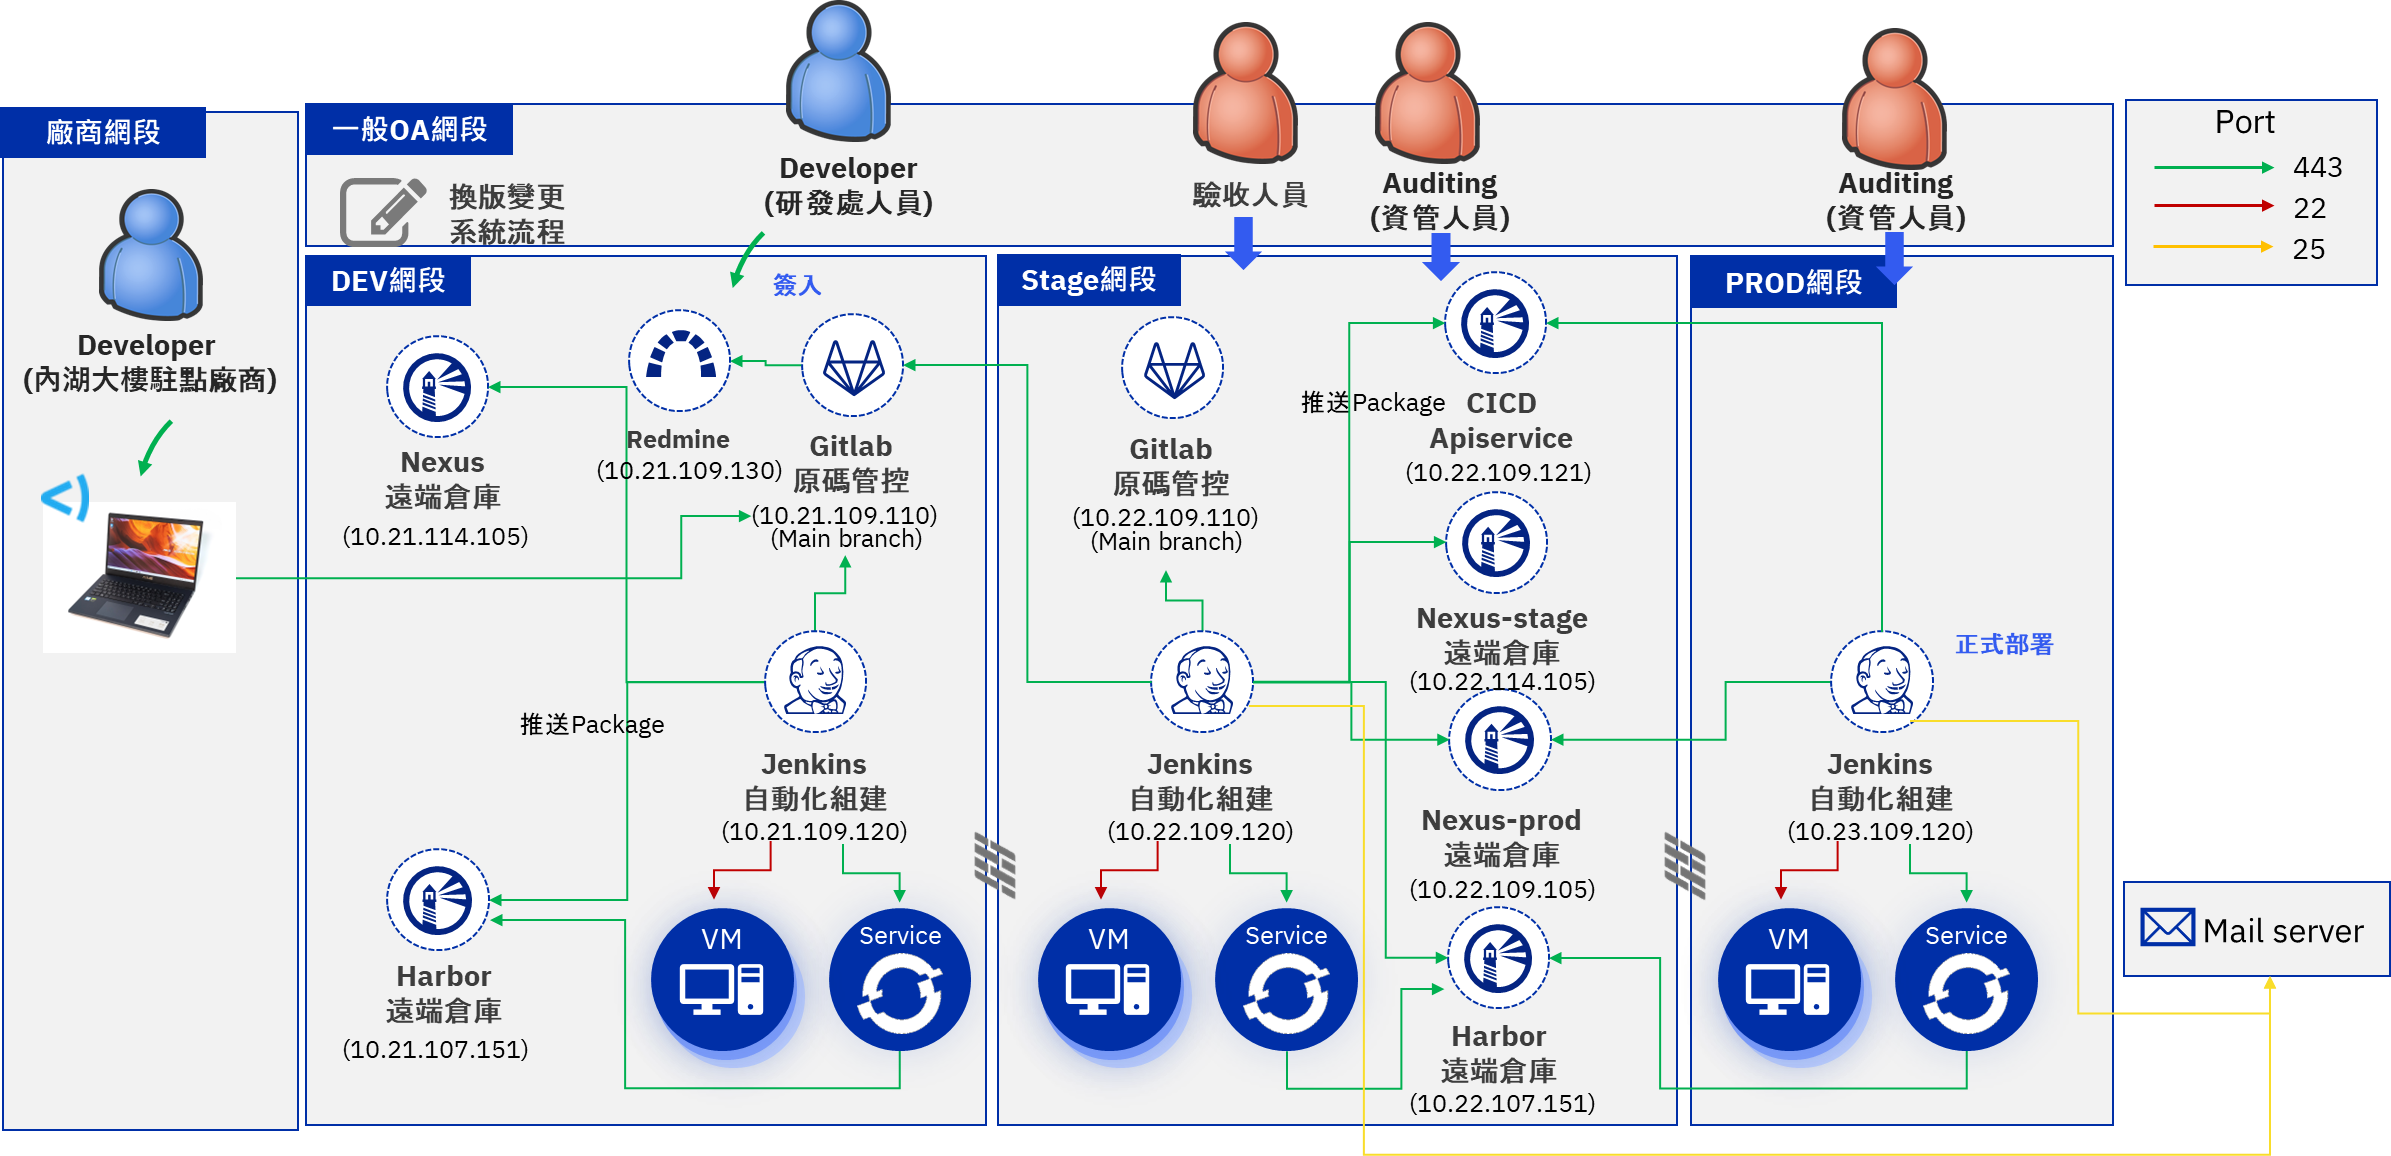 廠商網段
Developer
(內湖大樓駐點廠商)
一般OA網段
換版變更
系統流程
Developer
(研發處人員)
驗收人員
Auditing
(資管人員)
Auditing
(資管人員)
Port
443
22
25
DEV網段
簽入
Nexus
遠端倉庫
(10.21.114.105)
Redmine
(10.21.109.130)
Gitlab
原碼管控
(10.21.109.110)
(Main branch)
推送Package
Jenkins
自動化組建
(10.21.109.120)
Harbor
遠端倉庫
(10.21.107.151)
VM
Service
Stage網段
Gitlab
原碼管控
(10.22.109.110)
(Main branch)
推送Package
CICD
Apiservice
(10.22.109.121)
Nexus-stage
遠端倉庫
(10.22.114.105)
Jenkins
自動化組建
(10.22.109.120)
Nexus-prod
遠端倉庫
(10.22.109.105)
VM
Service
Harbor
遠端倉庫
(10.22.107.151)
PROD網段
正式部署
Jenkins
自動化組建
(10.23.109.120)
VM
Service
Mail server